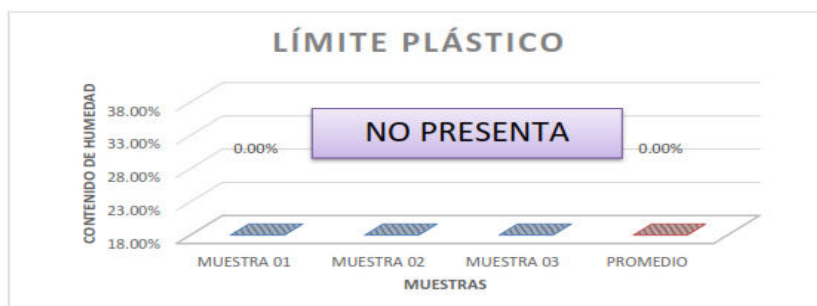 LÍMITE PLÁSTICO
CONTENIDO DE HUMEDAD
38.00%
33.00%
28.00%
23.00%
18.00%
0.00%
NO PRESENTA
0.00%
MUESTRA 01
MUESTRA 02
MUESTRA 03
PROMEDIO
MUESTRAS